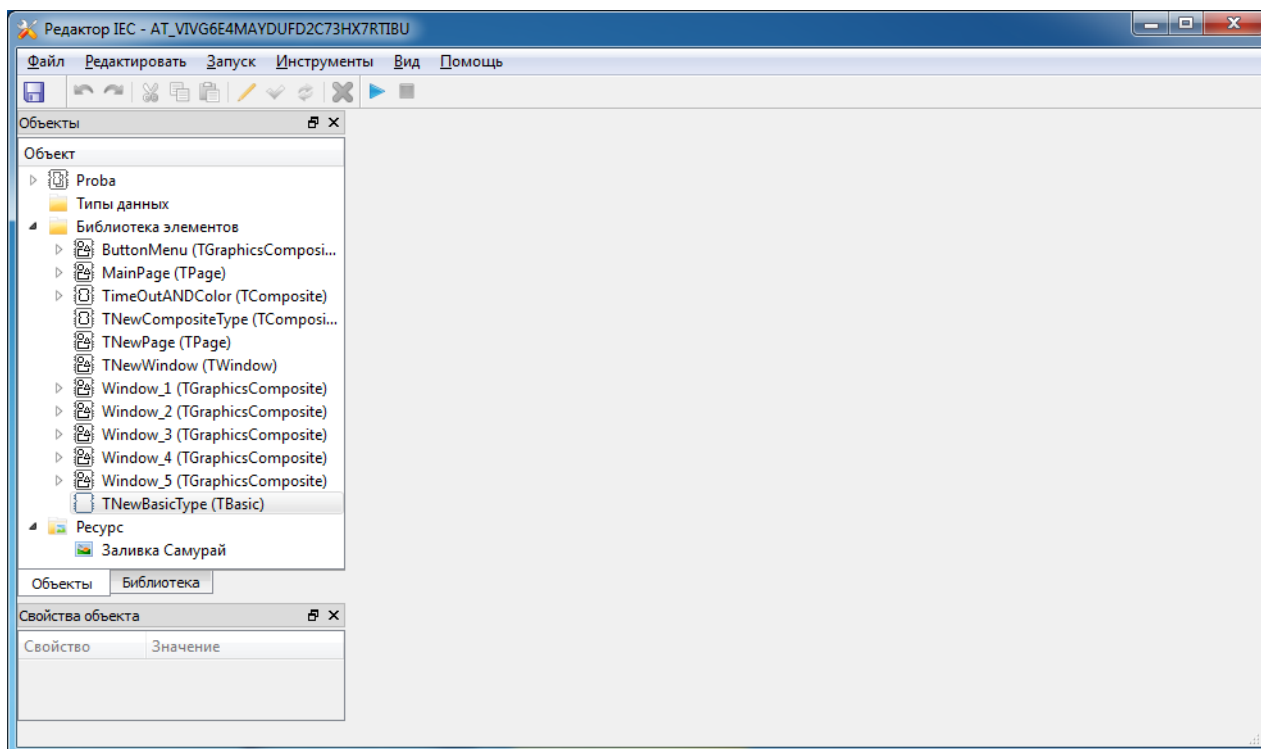 Редактор IEC - AT_VIVG6E4MAYDUFD2C73HX7RTIBU
Файл Редактировать Запуск Инструменты Вид Помощь
Объекты
Объект
Proba
Типы данных
Библиотека элементов
ButtonMenu (TGraphicsComposi...
MainPage (TPage)
TimeOutANDColor (TComposite)
TNewCompositeType (TComposi...
TNewPage (TPage)
TNewWindow (TWindow)
Window_1 (TGraphicsComposite)
Window_2 (TGraphicsComposite)
Window_3 (TGraphicsComposite)
Window_4 (TGraphicsComposite)
Window_5 (TGraphicsComposite)
TNewBasicType (TBasic)
Ресурс
Заливка Самурай
Объекты Библиотека
Свойства объекта
Свойство Значение